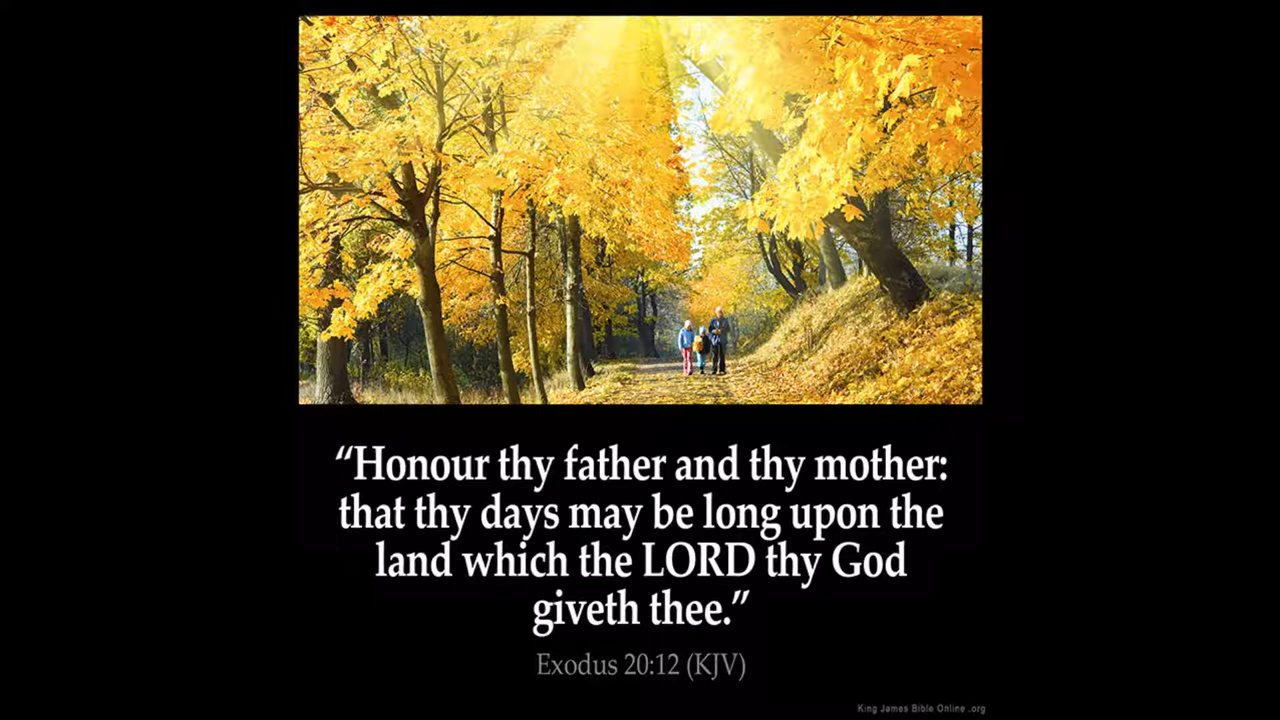 “Honour thy father and thy mother:
that thy days may be long upon the
land which the LORD thy God
giveth thee.”
Exodus 20:12 (KJV)
King James Bible Online .org